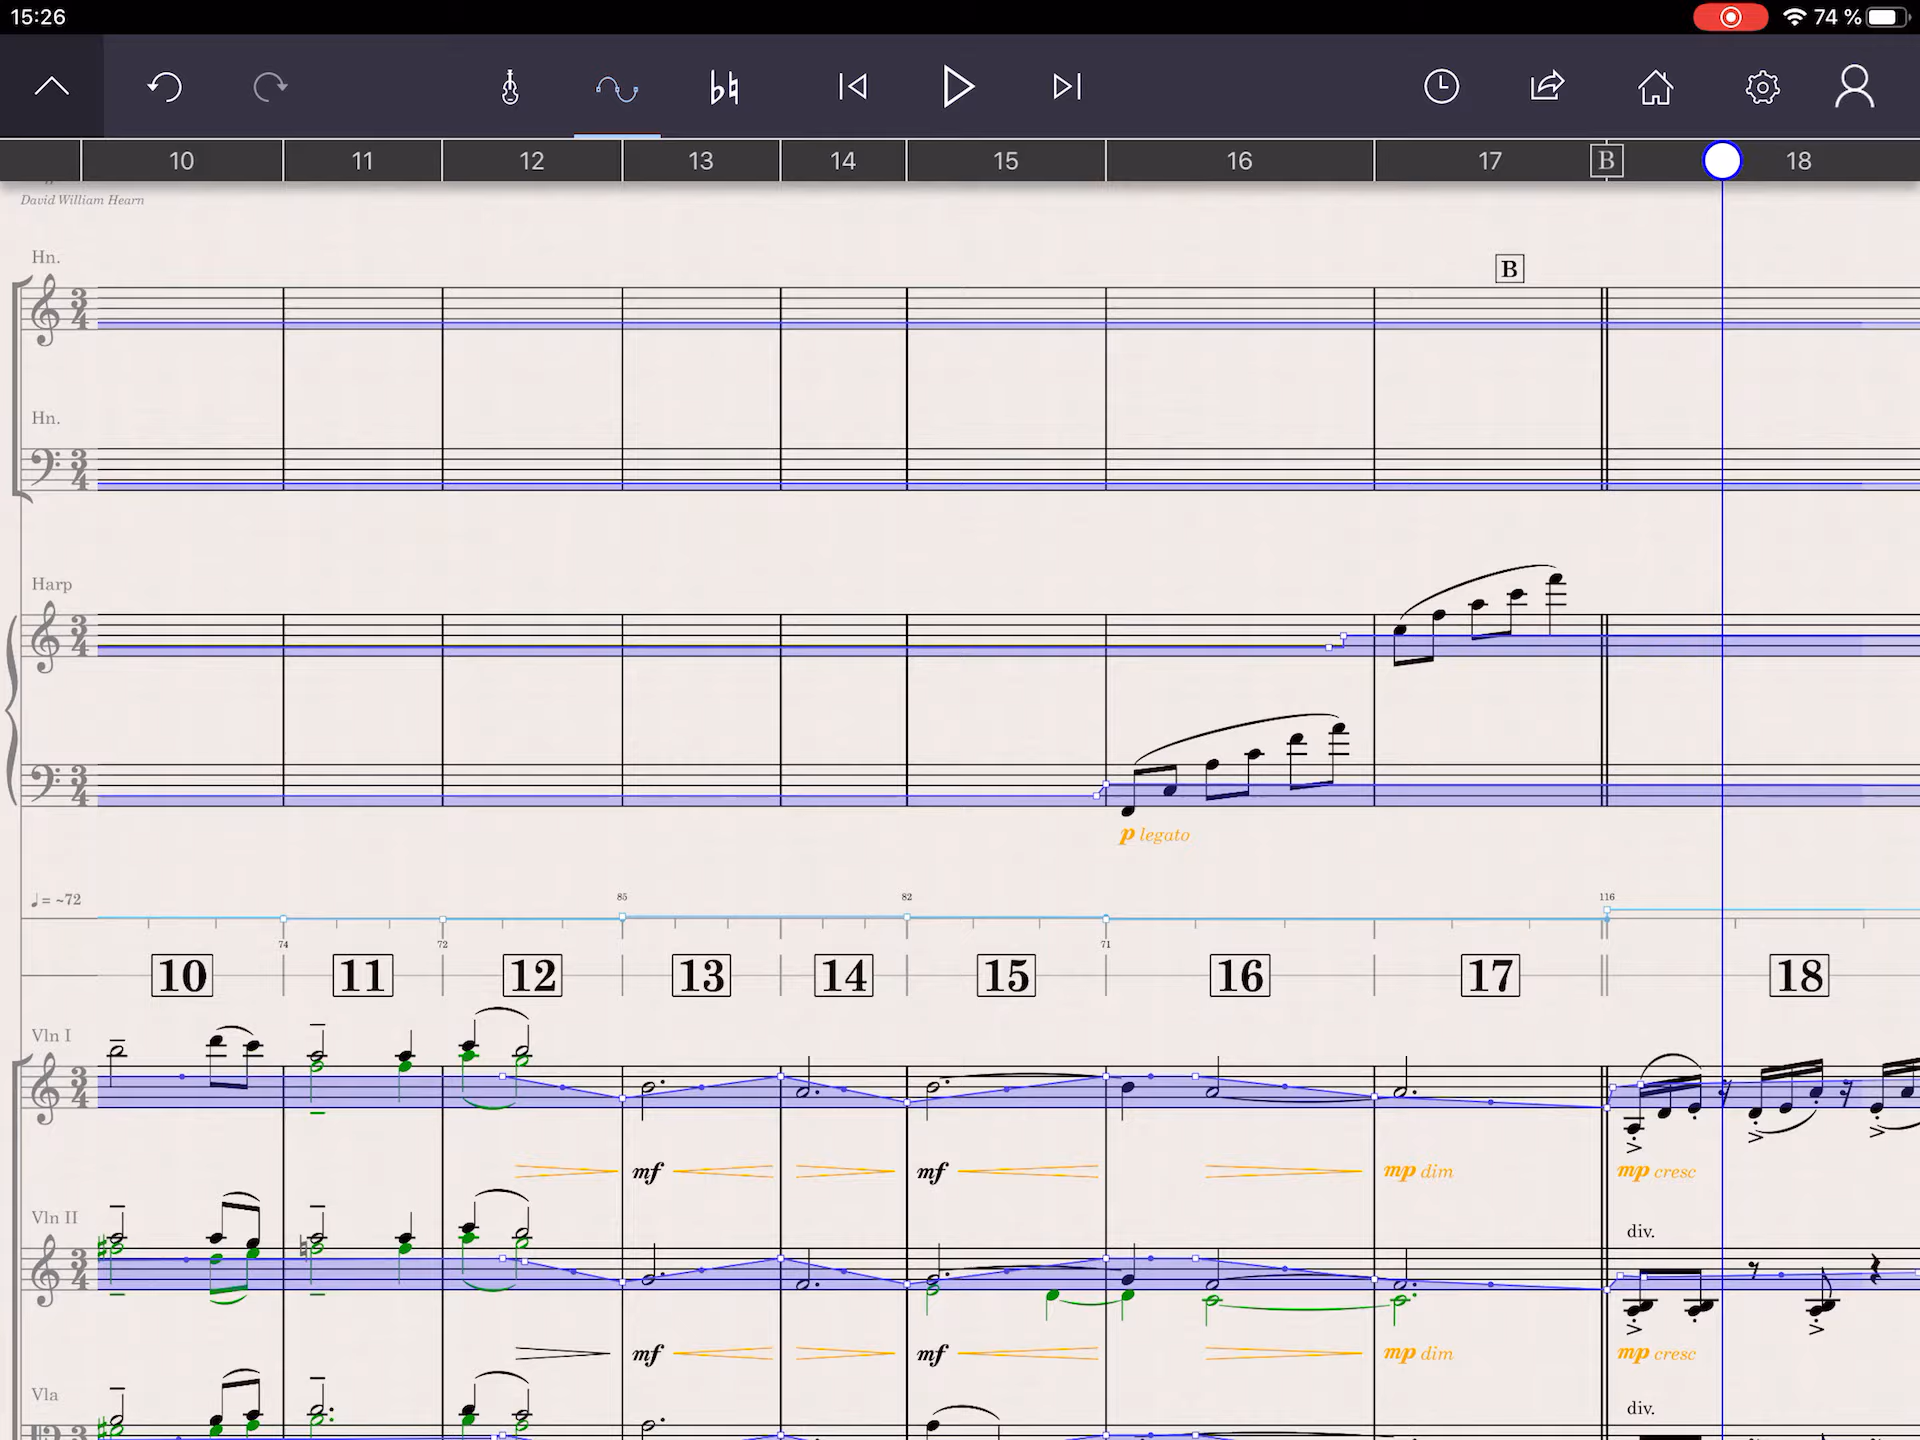 15:26
74 %
10 11 12 13 14 15 16 17 B 18
David William Hearn
Hn.
B
Hn.
Harp
p legato
♩ = ~72
85 82 116
74 72 71
10 11 12 13 14 15 16 17 18
Vln I
mf mf mp dim mp cresc
Vln II
div.
mf mf mp dim mp cresc
Vla
div.